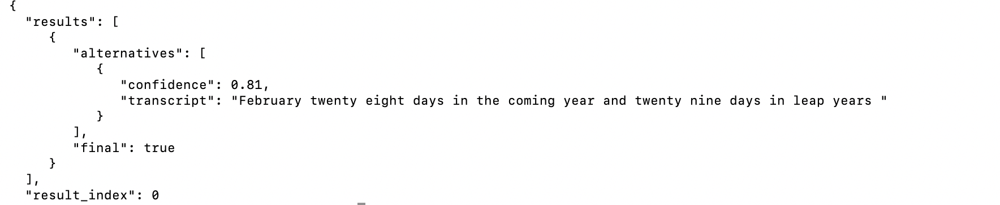 {
"results": [
{
"alternatives": [
{
"confidence": 0.81,
"transcript": "February twenty eight days in the coming year and twenty nine days in leap years "
}
],
"final": true
}
],
"result_index": 0